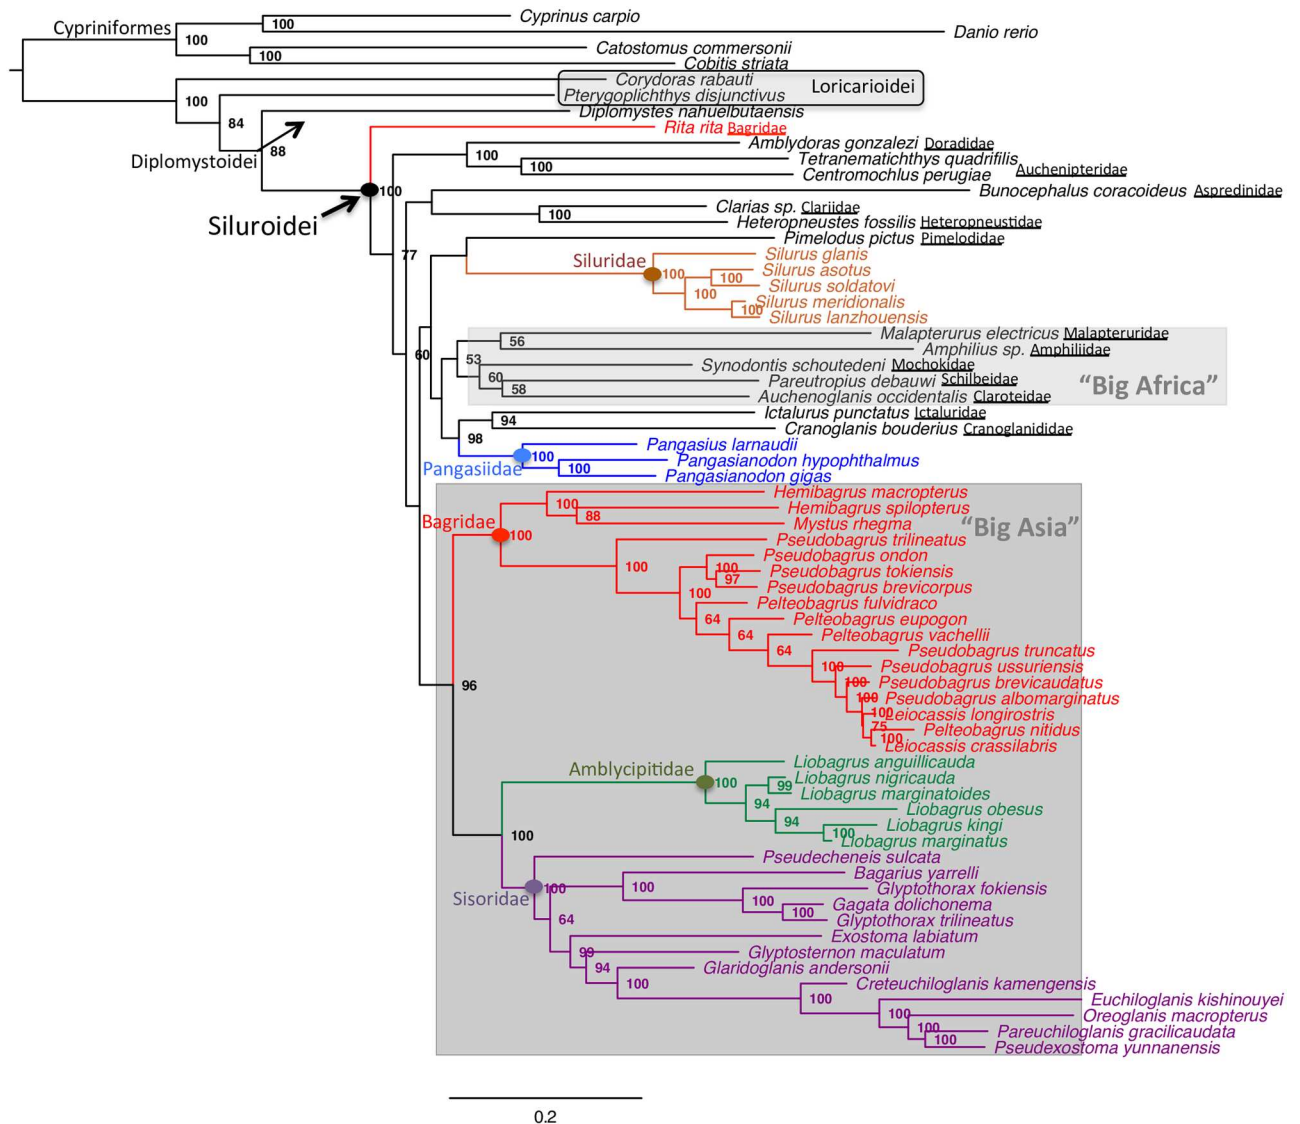 Cyprinus carpio
Cypriniformes
100
Danio rerio
100
Catostomus commersonii
100
Cobitis striata
Corydoras rabauti
Loricarioidei
100
Pterygoplichthys disjunctivus
Diplomystes nahuelbutaensis
84
Rita rita Bagridae
Amblydoras gonzalezi Doradidae
88
Diplomystoidei
100
Tetranematichthys quadrifilis
100
Auchenipteridae
Centromochlus perugiae
100
Bunocephalus coracoideus Aspredinidae
Clarias sp. Clariidae
100
Siluroidei
Heteropneustes fossilis Heteropneustidae
Pimelodus pictus Pimelodidae
77
Silurus glanis
Siluridae
100
Silurus asotus
100
Silurus soldatovi
100
Silurus meridionalis
100
Silurus lanzhouensis
Malapterurus electricus Malapteruridae
56
Amphilius sp. Amphiliidae
60
53
Synodontis schoutedeni Mochokidae
60
Pareutropius debauwi Schilbeidae
58
"Big Africa"
Auchenoglanis occidentalis Claroteidae
Ictalurus punctatus Ictaluridae
94
Cranoglanis bouderius Cranoglanididae
98
Pangasius larnaudii
100
Pangasianodon hypophthalmus
Pangasiidae
100
Pangasianodon gigas
Hemibagrus macropterus
100
Hemibagrus spilopterus
88
Bagridae
Mystus rhegma
"Big Asia"
100
Pseudobagrus trilineatus
Pseudobagrus ondon
100
100
Pseudobagrus tokiensis
97
Pseudobagrus brevicorpus
100
Pelteobagrus fulvidraco
64
Pelteobagrus eupogon
64
Pelteobagrus vachellii
64
Pseudobagrus truncatus
100
Pseudobagrus ussuriensis
100
Pseudobagrus brevicaudatus
96
100
Pseudobagrus albomarginatus
100
Leiocassis longirostris
75
Pelteobagrus nitidus
100
Leiocassis crassilabris
Liobagrus anguillicauda
Amblycipitidae
100
Liobagrus nigricauda
99
Liobagrus marginatoides
94
Liobagrus obesus
94
Liobagrus kingi
100
100
Liobagrus marginatus
Pseudecheneis sulcata
Bagarius yarrelli
100
100
Glyptothorax fokiensis
Sisoridae
100
Gagata dolichonema
100
Glyptothorax trilineatus
64
Exostoma labiatum
99
Glyptosternon maculatum
94
Glaridoglanis andersonii
100
Creteuchiloglanis kamengensis
100
Euchiloglanis kishinouyei
100
Oreoglanis macropterus
100
Pareuchiloglanis gracilicaudata
100
Pseudexostoma yunnanensis
0.2